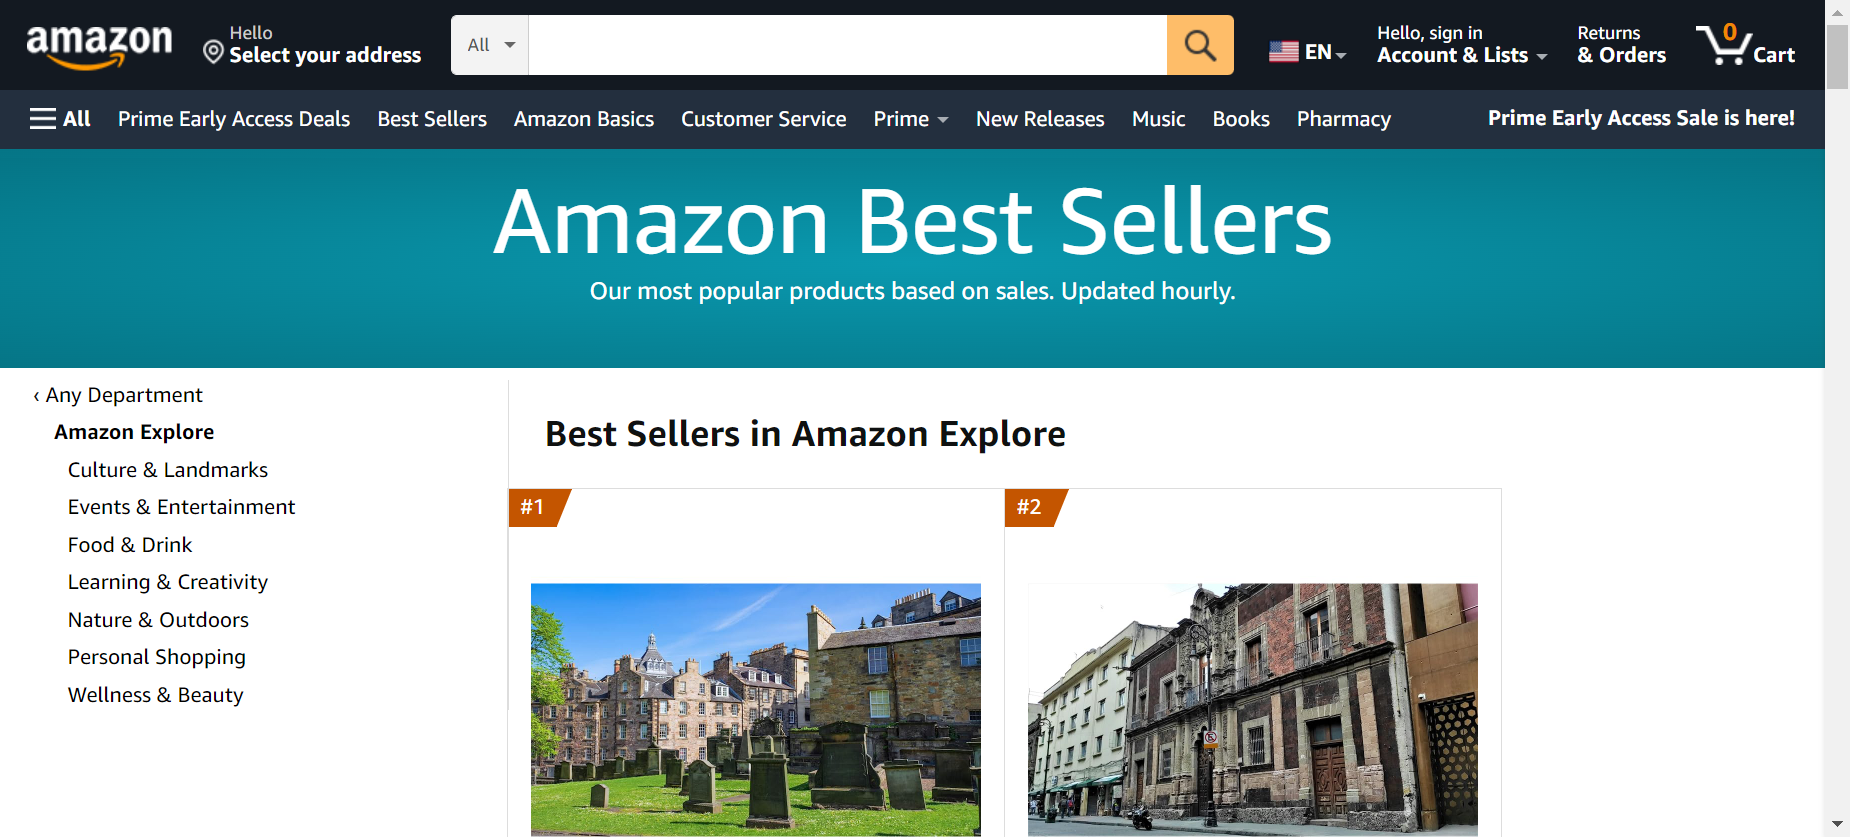 amazon
Hello
Select your address
All
EN
Hello, sign in
Account & Lists
Returns
& Orders
0
Cart
All
Prime Early Access Deals
Best Sellers
Amazon Basics
Customer Service
Prime
New Releases
Music
Books
Pharmacy
Prime Early Access Sale is here!
Amazon Best Sellers
Our most popular products based on sales. Updated hourly.
‹ Any Department
Amazon Explore
Culture & Landmarks
Events & Entertainment
Food & Drink
Learning & Creativity
Nature & Outdoors
Personal Shopping
Wellness & Beauty
Best Sellers in Amazon Explore
#1
#2